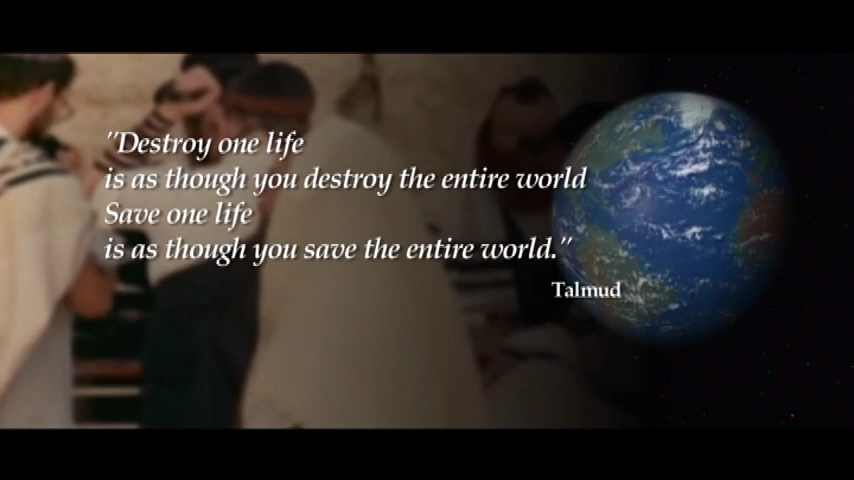 "Destroy one life
is as though you destroy the entire world
Save one life
is as though you save the entire world."
Talmud